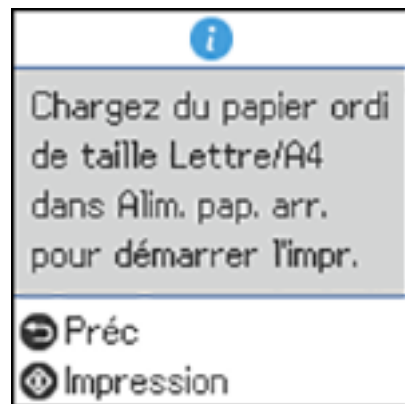 Chargez du papier ordi
de taille Lettre/A4
dans Alim. pap. arr.
pour démarrer l'impr.
Préc
Impression